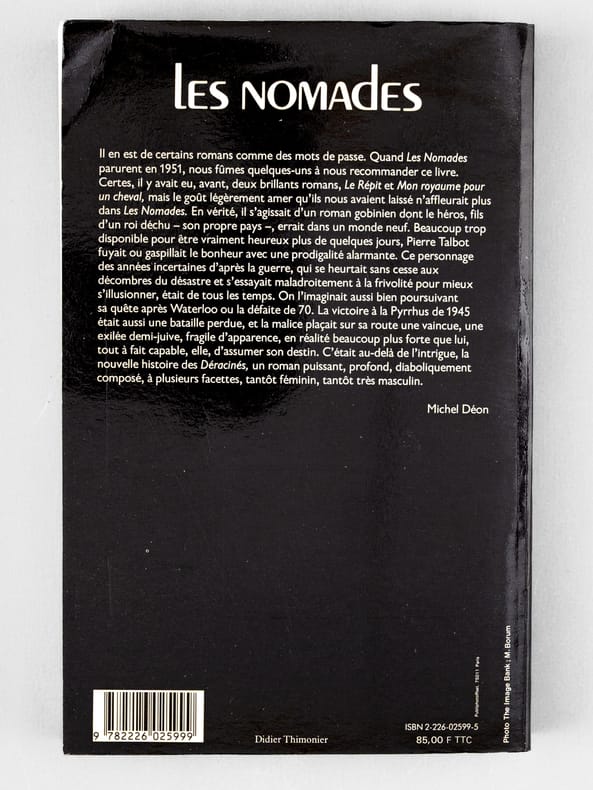 LES NOMADES
Il en est de certains romans comme des mots de passe. Quand Les Nomades
parurent en 1951, nous fûmes quelques-uns à nous recommander ce livre.
Certes, il y avait eu, avant, deux brillants romans, Le Répit et Mon royaume pour
un cheval, mais le goût légèrement amer qu'ils nous avaient laissé n'affleurait plus
dans Les Nomades. En vérité, il s'agissait d'un roman gobinien dont le héros, fils
d'un roi déchu – son propre pays –, errait dans un monde neuf. Beaucoup trop
disponible pour être vraiment heureux plus de quelques jours, Pierre Talbot
fuyait ou gaspillait le bonheur avec une prodigalité alarmante. Ce personnage
des années incertaines d'après la guerre, qui se heurtait sans cesse aux
décombres du désastre et s'essayait maladroitement à la frivolité pour mieux
s'illusionner, était de tous les temps. On l'imaginait aussi bien poursuivant
sa quête après Waterloo ou la défaite de 70. La victoire à la Pyrrhus de 1945
était aussi une bataille perdue, et la malice plaçait sur sa route une vaincue, une
exilée demi-juive, fragile d'apparence, en réalité beaucoup plus forte que lui,
tout à fait capable, elle, d'assumer son destin. C'était au-delà de l'intrigue, la
nouvelle histoire des Déracinés, un roman puissant, profond, diaboliquement
composé, à plusieurs facettes, tantôt féminin, tantôt très masculin.
Michel Déon
9 782226 025999
Didier Thimonier
75011 Paris
ISBN 2-226-02599-5
85,00 F TTC
Photo The Image Bank : M. Borum